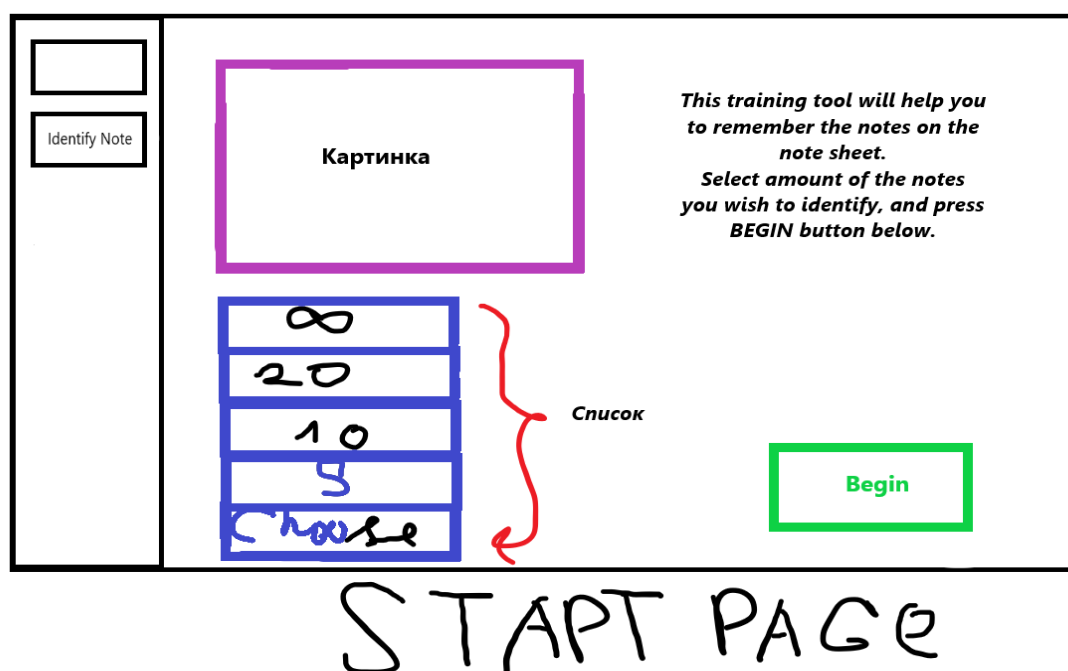 Identify Note
Картинка
This training tool will help you
to remember the notes on the
note sheet.
Select amount of the notes
you wish to identify, and press
BEGIN button below.
∞
20
10
5
Choose
Список
Begin
STAPT PAGe